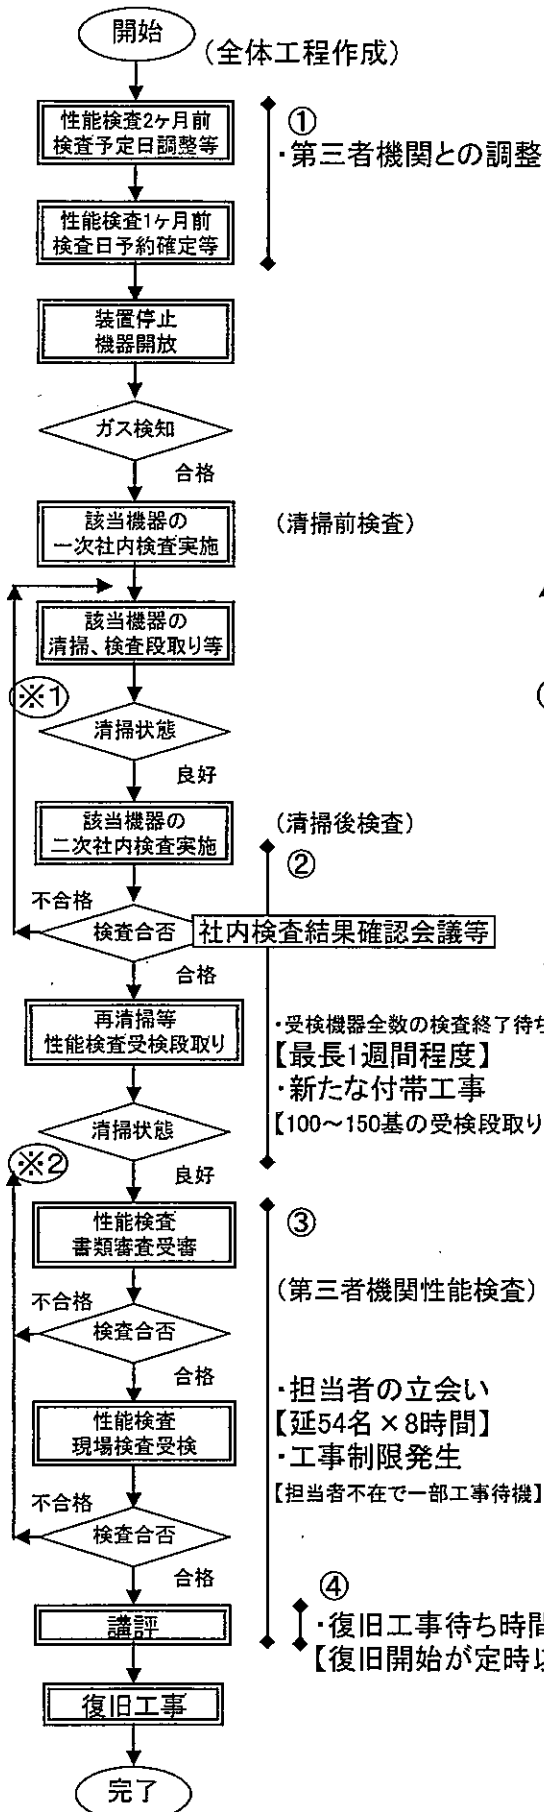 開始
(全体工程作成)
性能検査2ヶ月前
検査予定日調整等
①
・第三者機関との調整
性能検査1ヶ月前
検査日予約確定等
装置停止
機器開放
ガス検知
合格
該当機器の
一次社内検査実施
(清掃前検査)
該当機器の
清掃、検査段取り等
※1
清掃状態
良好
該当機器の
二次社内検査実施
(清掃後検査)
②
不合格
検査合否
社内検査結果確認会議等
合格
再清掃等
性能検査受検段取り
・受検機器全数の検査終了待ち
【最長1週間程度】
・新たな付帯工事
【100～150基の受検段取り
清掃状態
※2
良好
性能検査
書類審査受審
③
(第三者機関性能検査)
不合格
検査合否
合格
・担当者の立会い
【延54名×8時間】
・工事制限発生
【担当者不在で一部工事待機】
性能検査
現場検査受検
不合格
検査合否
合格
④
講評
・復旧工事待ち時間
【復旧開始が定時以
復旧工事
完了